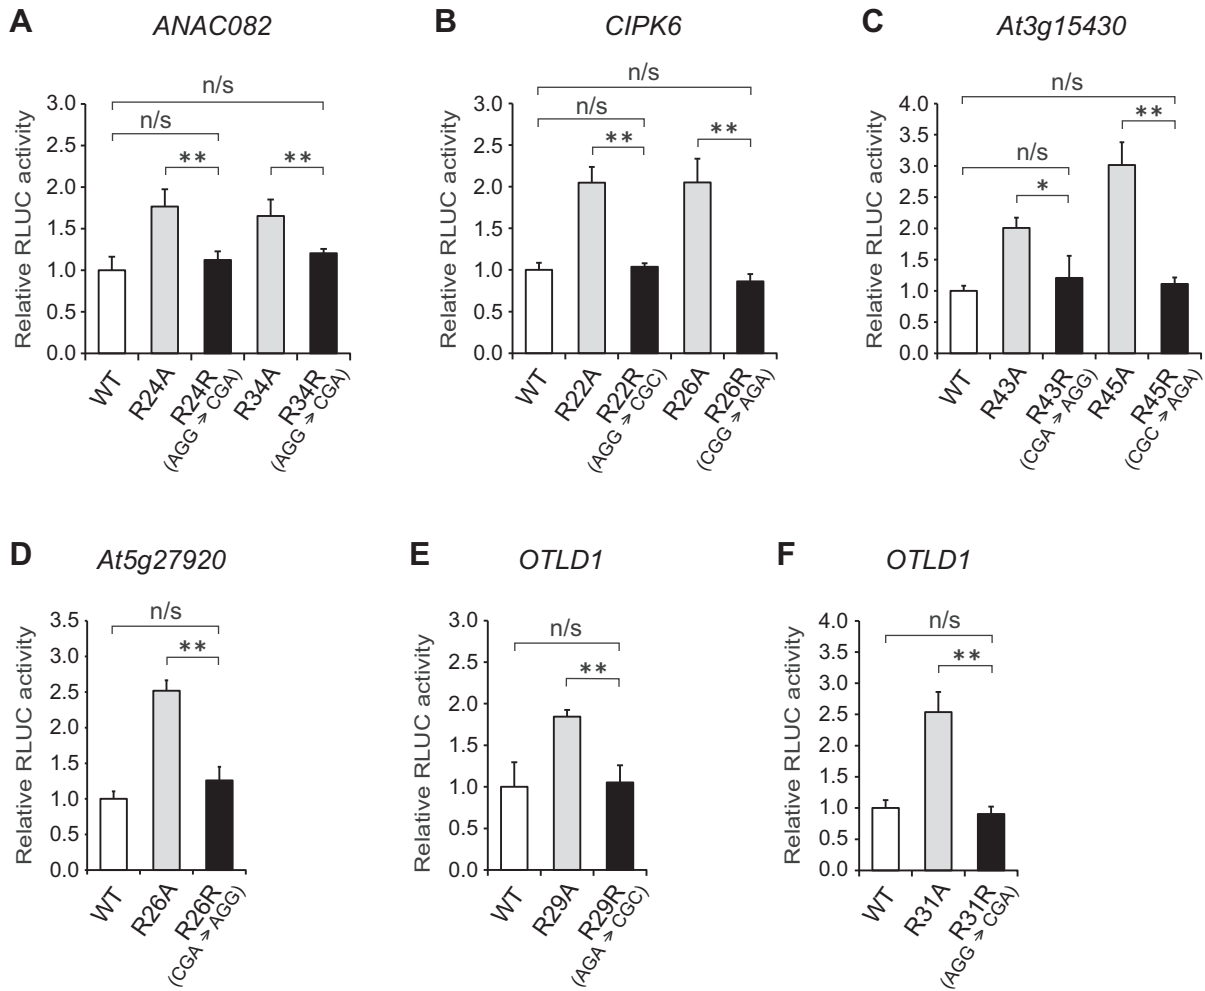 A ANAC082
n/s
n/s
** **
Relative RLUC activity
3.0
2.5
2.0
1.5
1.0
0.5
0.0
WT
R24A
R24R
(AGG → CGA)
R34A
R34R
(AGG → CGA)
B CIPK6
n/s
n/s
** **
Relative RLUC activity
3.0
2.5
2.0
1.5
1.0
0.5
0.0
WT
R22A
R22R
(AGG → CGC)
R26A
R26R
(CGG → AGA)
C At3g15430
n/s
**
n/s
*
Relative RLUC activity
4.0
3.5
3.0
2.5
2.0
1.5
1.0
0.5
0.0
WT
R43A
R43R
(CGA → AGG)
R45A
R45R
(CGC → AGA)
D At5g27920
n/s
**
Relative RLUC activity
3.5
3.0
2.5
2.0
1.5
1.0
0.5
0.0
WT
R26A
R26R
(CGA → AGG)
E OTLD1
n/s
**
Relative RLUC activity
3.0
2.5
2.0
1.5
1.0
0.5
0.0
WT
R29A
R29R
(AGA → CGC)
F OTLD1
n/s
**
Relative RLUC activity
4.0
3.5
3.0
2.5
2.0
1.5
1.0
0.5
0.0
WT
R31A
R31R
(AGG → CGA)